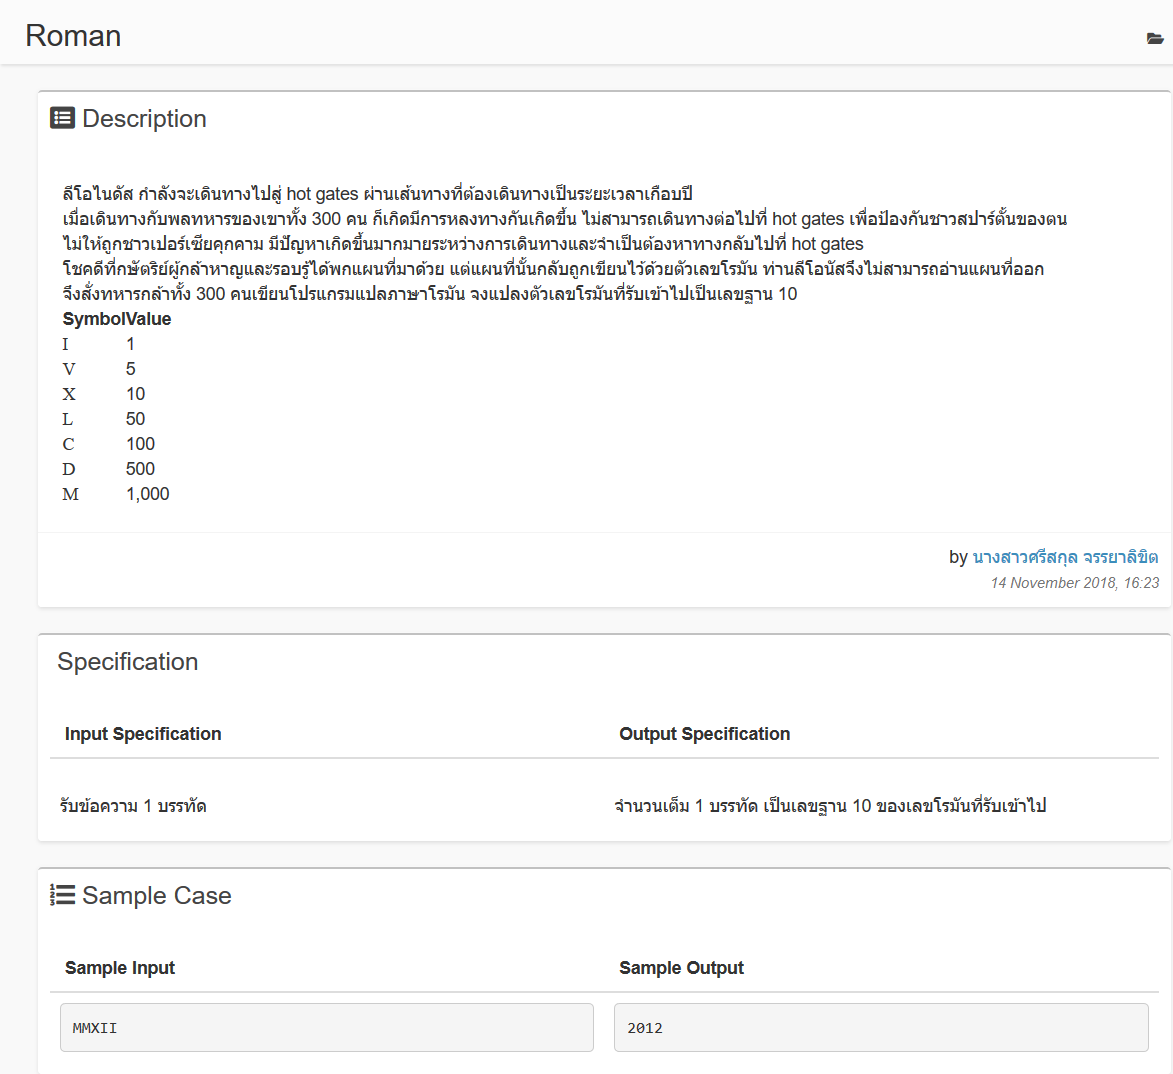 Roman
Description
ลีโอไนดัส กำลังจะเดินทางไปสู่ hot gates ผ่านเส้นทางที่ต้องเดินทางเป็นระยะเวลาเกือบปี
เมื่อเดินทางกับพลทหารของเขาทั้ง 300 คน ก็เกิดมีการหลงทางกันเกิดขึ้น ไม่สามารถเดินทางต่อไปที่ hot gates เพื่อป้องกันชาวสปาร์ตั้นของตน
ไม่ให้ถูกชาวเปอร์เซียคุกคาม มีปัญหาเกิดขึ้นมากมายระหว่างการเดินทางและจำเป็นต้องหาทางกลับไปที่ hot gates
โชคดีที่กษัตริย์ผู้กล้าหาญและรอบรู้ได้พกแผนที่มาด้วย แต่แผนที่นั้นกลับถูกเขียนไว้ด้วยตัวเลขโรมัน ท่านลีโอนัสจึงไม่สามารถอ่านแผนที่ออก
จึงสั่งทหารกล้าทั้ง 300 คนเขียนโปรแกรมแปลภาษาโรมัน จงแปลงตัวเลขโรมันที่รับเข้าไปเป็นเลขฐาน 10
SymbolValue
I 1
V 5
X 10
L 50
C 100
D 500
M 1,000
by นางสาวศรีสกุล จรรยาลิขิต
14 November 2018, 16:23
Specification
Input Specification Output Specification
รับข้อความ 1 บรรทัด จำนวนเต็ม 1 บรรทัด เป็นเลขฐาน 10 ของเลขโรมันที่รับเข้าไป
Sample Case
Sample Input Sample Output
MMXII 2012